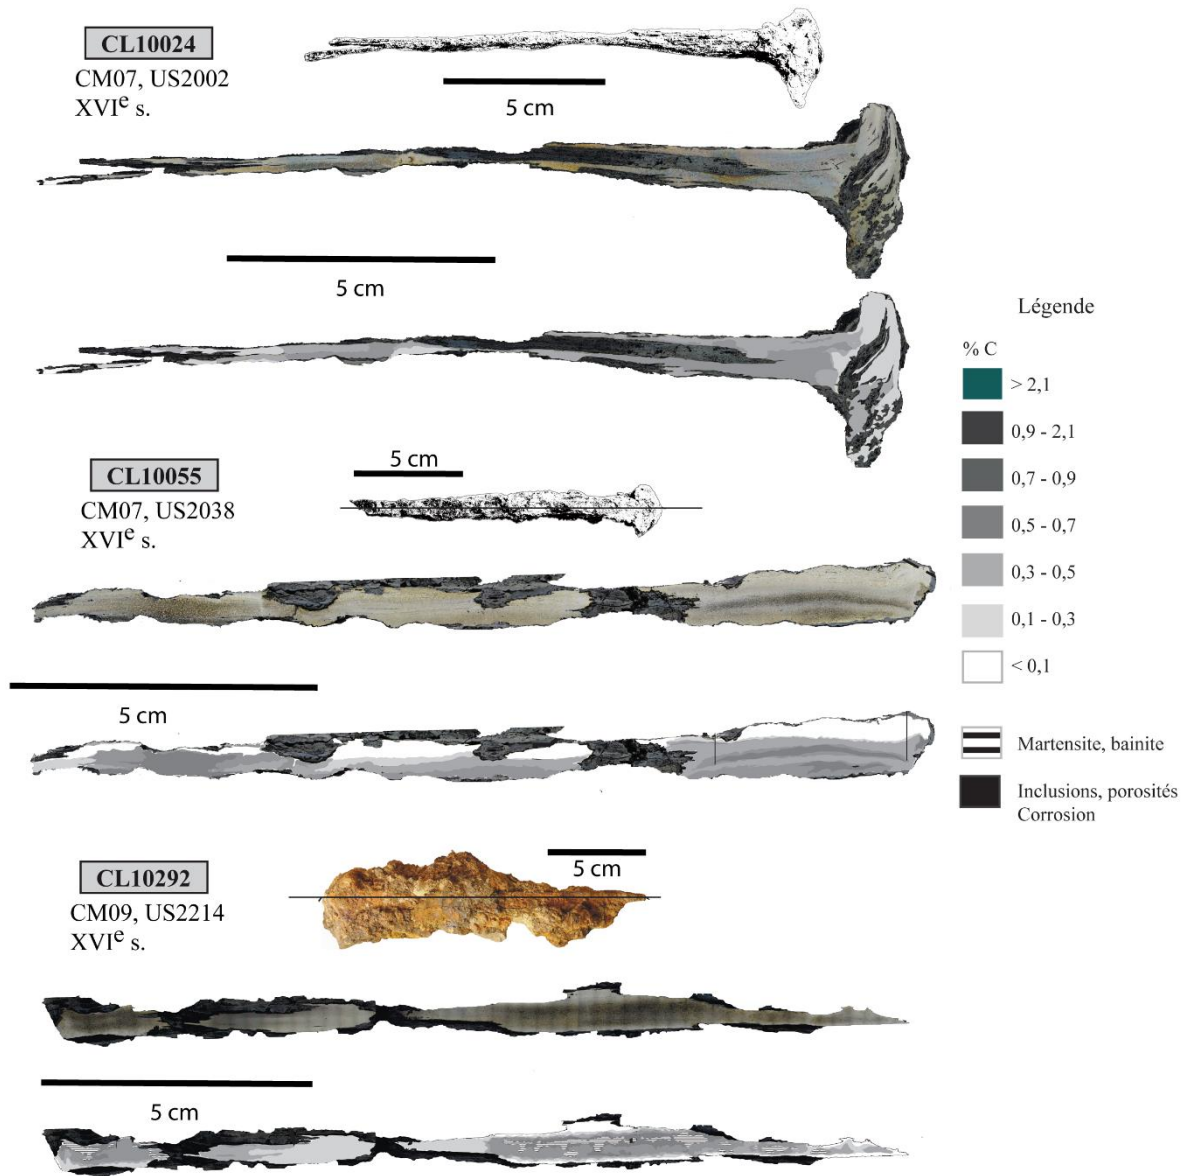 CL10024
CM07, US2002
XVIe s.
5 cm
5 cm
CL10055
CM07, US2038
XVIe s.
5 cm
5 cm
CL10292
CM09, US2214
XVIe s.
5 cm
5 cm
Légende
% C
> 2,1
0,9 - 2,1
0,7 - 0,9
0,5 - 0,7
0,3 - 0,5
0,1 - 0,3
< 0,1
Martensite, bainite
Inclusions, porosités
Corrosion